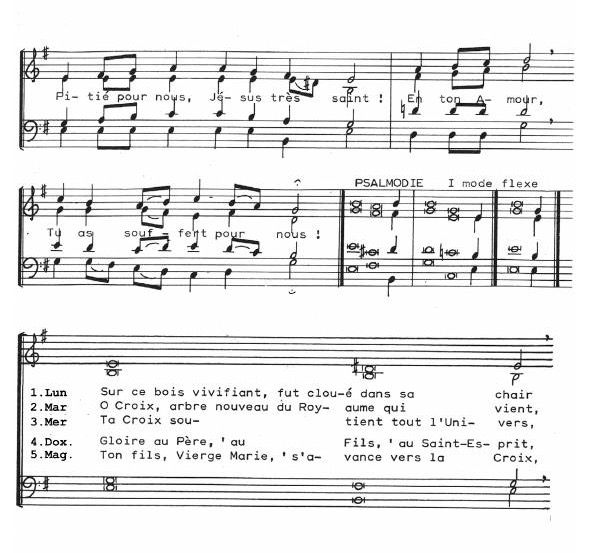 Pi- tié pour nous, Jé- sus très saint ! En ton A- mour,
PSALMODIE I mode flexe
Tu as souf - fert pour nous !
1.Lun Sur ce bois vivifiant, fut clou-é dans sa chair
2.Mar O Croix, arbre nouveau du Roy- aume qui vient,
3.Mer Ta Croix sou- tient tout l'Uni- vers,
4.Dox. Gloire au Père, 'au Fils, 'au Saint-Es- prit,
5.Mag. Ton fils, Vierge Marie, 's'a- vance vers la Croix,